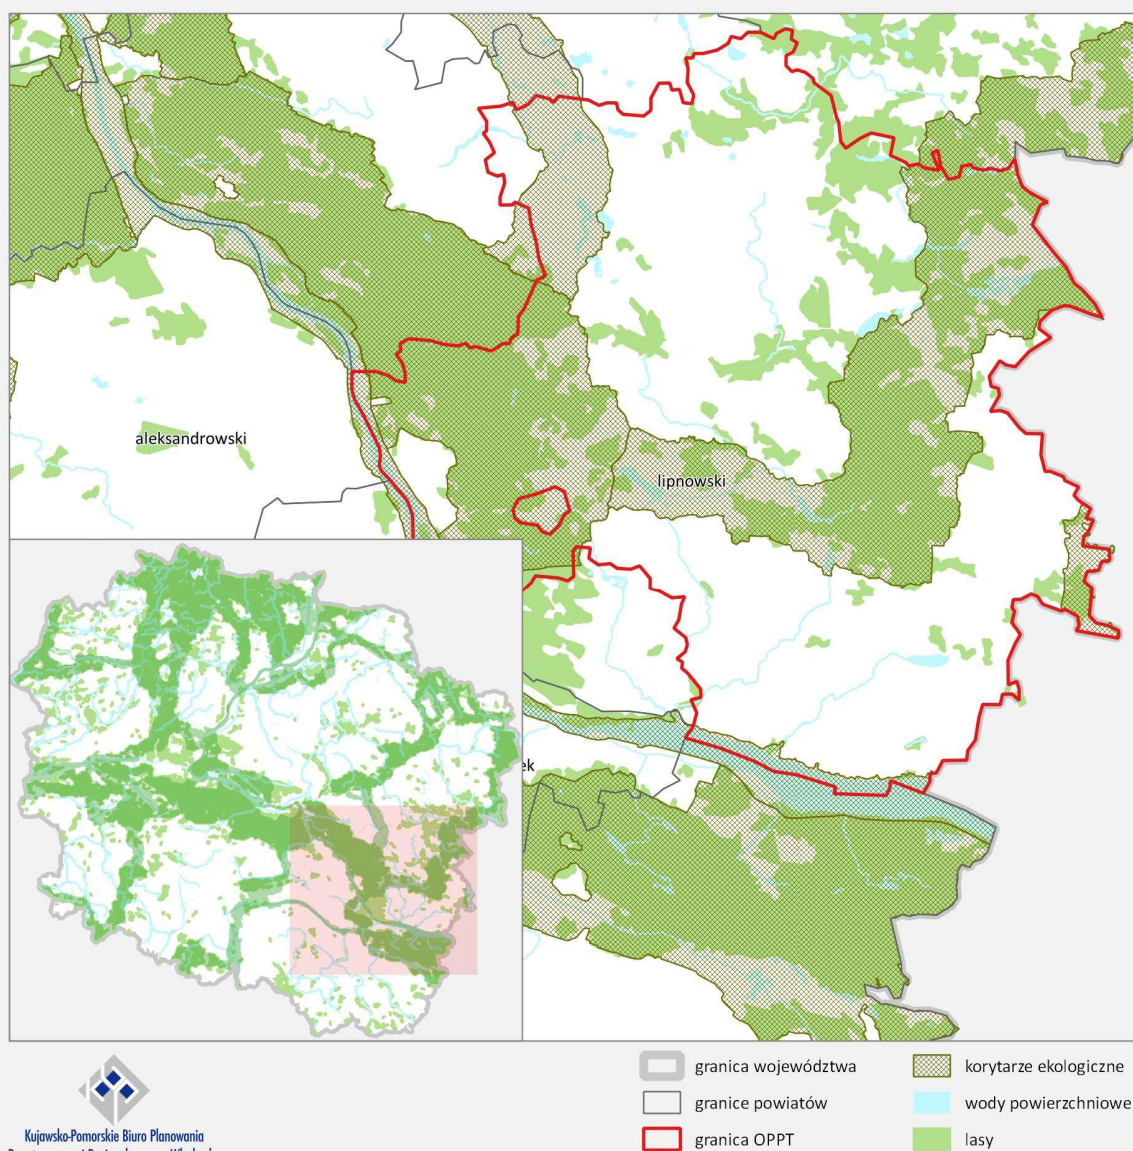 aleksandrowski
lipnowski
ek
granica województwa
korytarze ekologiczne
granice powiatów
wody powierzchniowe
granica OPPT
lasy
Kujawsko-Pomorskie Biuro Planowania